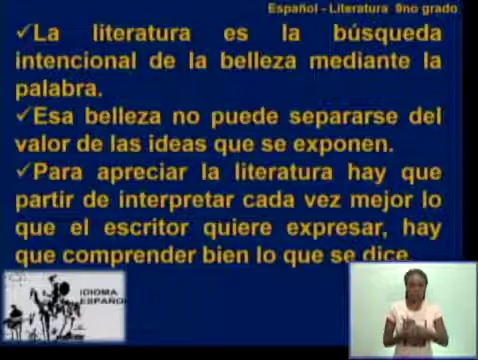 Español - Literatura 9no grado
✓La literatura es la búsqueda
intencional de la belleza mediante la
palabra.
✓Esa belleza no puede separarse del
valor de las ideas que se exponen.
✓Para apreciar la literatura hay que
partir de interpretar cada vez mejor lo
que el escritor quiere expresar, hay
que comprender bien lo que se dice.
IDIOMA
ESPAÑOL